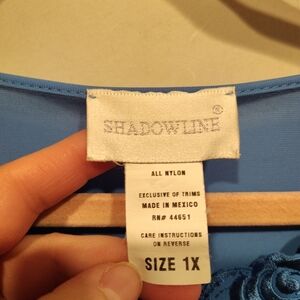 SHADOWLINE®
ALL NYLON
EXCLUSIVE OF TRIMS
MADE IN MEXICO
RN# 44651
CARE INSTRUCTIONS
ON REVERSE
SIZE 1X